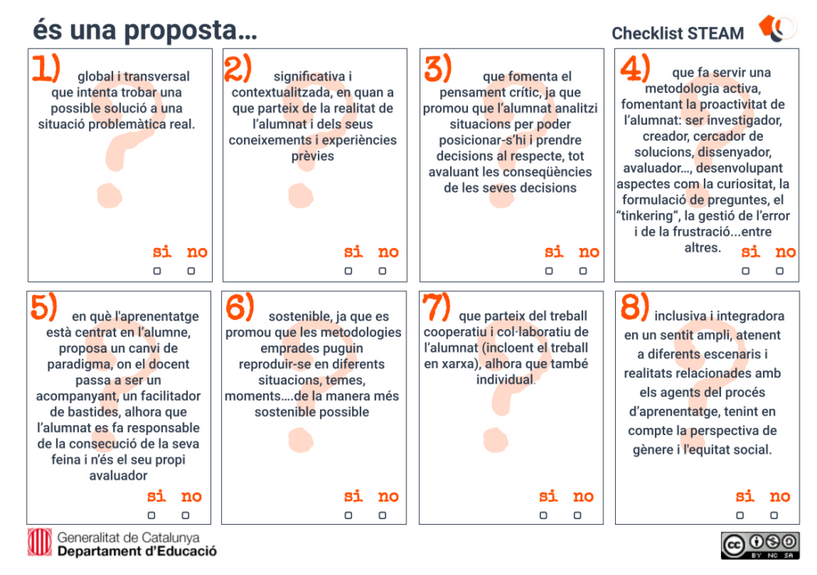 és una proposta...
Checklist STEAM
1) global i transversal
que intenta trobar una
possible solució a una
situació problemàtica real.
si no
2) significativa i
contextualitzada, en quan a
que parteix de la realitat de
l'alumnat i dels seus
coneixements i experiències
prèvies
si no
3) que fomenta el
pensament crític, ja que
promou que l'alumnat analitzi
situacions per poder
posicionar-s'hi i prendre
decisions al respecte, tot
avaluant les conseqüències
de les seves decisions
si no
4) que fa servir una
metodologia activa,
fomentant la proactivitat de
l'alumnat: ser investigador,
creador, cercador de
solucions, dissenyador,
avaluador..., desenvolupant
aspectes com la curiositat, la
formulació de preguntes, el
“tinkering“, la gestió de l'error
i de la frustració...entre
altres.
si no
5) en què l'aprenentatge
està centrat en l'alumne,
proposa un canvi de
paradigma, on el docent
passa a ser un
acompanyant, un facilitador
de bastides, alhora que
l'alumnat es fa responsable
de la consecució de la seva
feina i n'és el seu propi
avaluador
si no
6) sostenible, ja que es
promou que les metodologies
emprades puguin
reproduir-se en diferents
situacions, temes,
moments....de la manera més
sostenible possible
si no
7) que parteix del treball
cooperatiu i col·laboratiu de
l'alumnat (incloent el treball
en xarxa), alhora que també
individual.
si no
8) inclusiva i integradora
en un sentit ampli, atenent
a diferents escenaris i
realitats relacionades amb
els agents del procés
d'aprenentatge, tenint en
compte la perspectiva de
gènere i l'equitat social.
si no
Generalitat de Catalunya
Departament d'Educació
cc
BY NC SA